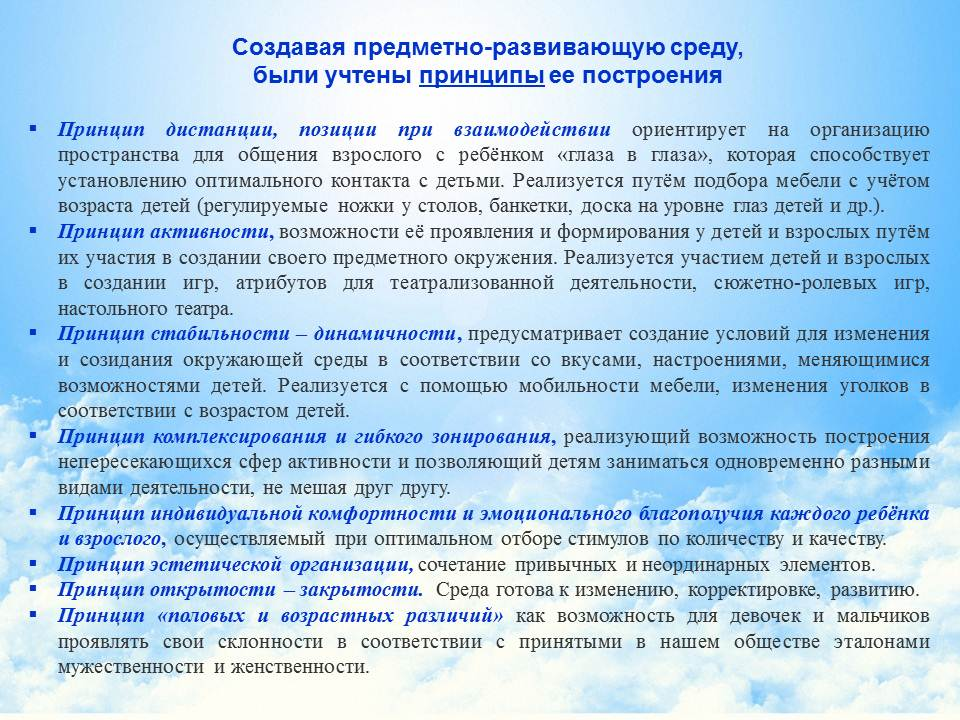 Создавая предметно-развивающую среду,
были учтены принципы ее построения
▪ Принцип дистанции, позиции при взаимодействии ориентирует на организацию
пространства для общения взрослого с ребёнком «глаза в глаза», которая способствует
установлению оптимального контакта с детьми. Реализуется путём подбора мебели с учётом
возраста детей (регулируемые ножки у столов, банкетки, доска на уровне глаз детей и др.).
▪ Принцип активности, возможности её проявления и формирования у детей и взрослых путём
их участия в создании своего предметного окружения. Реализуется участием детей и взрослых
в создании игр, атрибутов для театрализованной деятельности, сюжетно-ролевых игр,
настольного театра.
▪ Принцип стабильности – динамичности, предусматривает создание условий для изменения
и созидания окружающей среды в соответствии со вкусами, настроениями, меняющимися
возможностями детей. Реализуется с помощью мобильности мебели, изменения уголков в
соответствии с возрастом детей.
▪ Принцип комплексирования и гибкого зонирования, реализующий возможность построения
непересекающихся сфер активности и позволяющий детям заниматься одновременно разными
видами деятельности, не мешая друг другу.
▪ Принцип индивидуальной комфортности и эмоционального благополучия каждого ребёнка
и взрослого, осуществляемый при оптимальном отборе стимулов по количеству и качеству.
▪ Принцип эстетической организации, сочетание привычных и неординарных элементов.
▪ Принцип открытости – закрытости. Среда готова к изменению, корректировке, развитию.
▪ Принцип «половых и возрастных различий» как возможность для девочек и мальчиков
проявлять свои склонности в соответствии с принятыми в нашем обществе эталонами
мужественности и женственности.